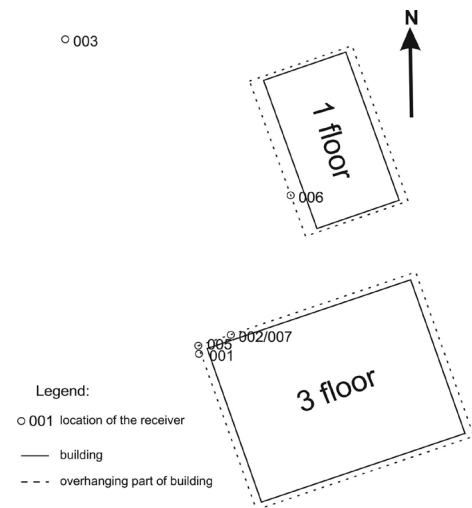 N
003
1 floor
006
002/007
005
001
3 floor
Legend:
001 location of the receiver
building
overhanging part of building